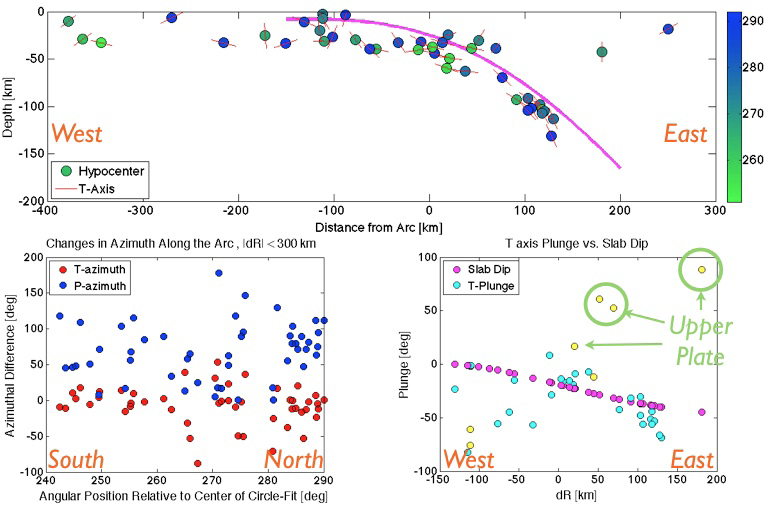 0
-50
-100
-150
-200
Depth [km]
West
East
Hypocenter
T-Axis
-400
-300
-200
-100
0
100
200
300
Distance from Arc [km]
290
280
270
260
Changes in Azimuth Along the Arc , |dR| < 300 km
200
150
100
50
0
-50
-100
Azimuthal Difference [deg]
T-azimuth
P-azimuth
South
North
240
250
260
270
280
290
Angular Position Relative to Center of Circle-Fit [deg]
T axis Plunge vs. Slab Dip
100
50
0
-50
-100
Plunge [deg]
Slab Dip
T-Plunge
Upper
Plate
West
East
-150
-100
-50
0
50
100
150
200
dR [km]